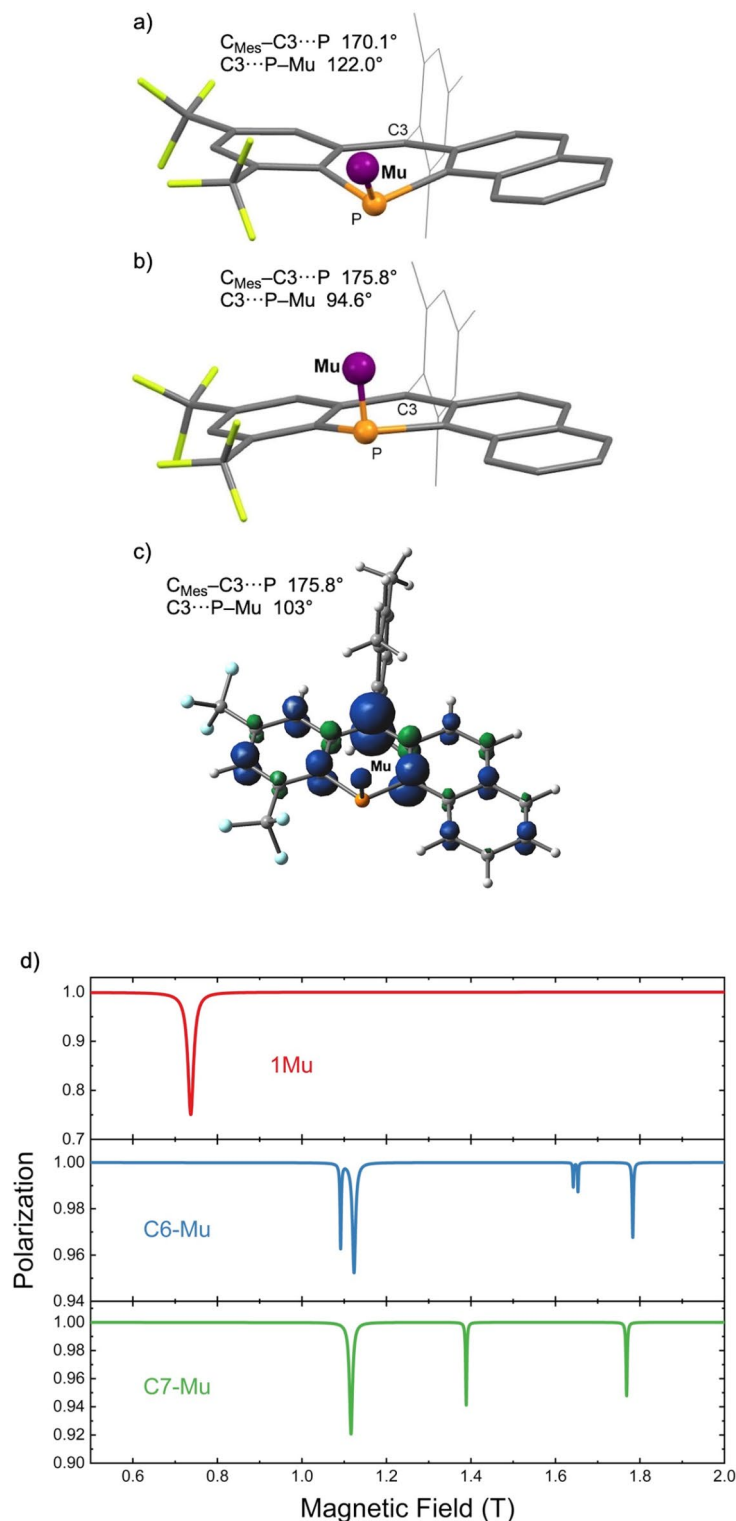 a)
C_Mes–C3···P 170.1°
C3···P–Mu 122.0°
C3
Mu
P
b)
C_Mes–C3···P 175.8°
C3···P–Mu 94.6°
Mu
C3
P
c)
C_Mes–C3···P 175.8°
C3···P–Mu 103°
Mu
d)
1.0
0.9
0.8
0.7
1Mu
1.00
0.98
0.96
0.94
C6-Mu
1.00
0.98
0.96
0.94
0.92
0.90
C7-Mu
Polarization
0.6 0.8 1.0 1.2 1.4 1.6 1.8 2.0
Magnetic Field (T)